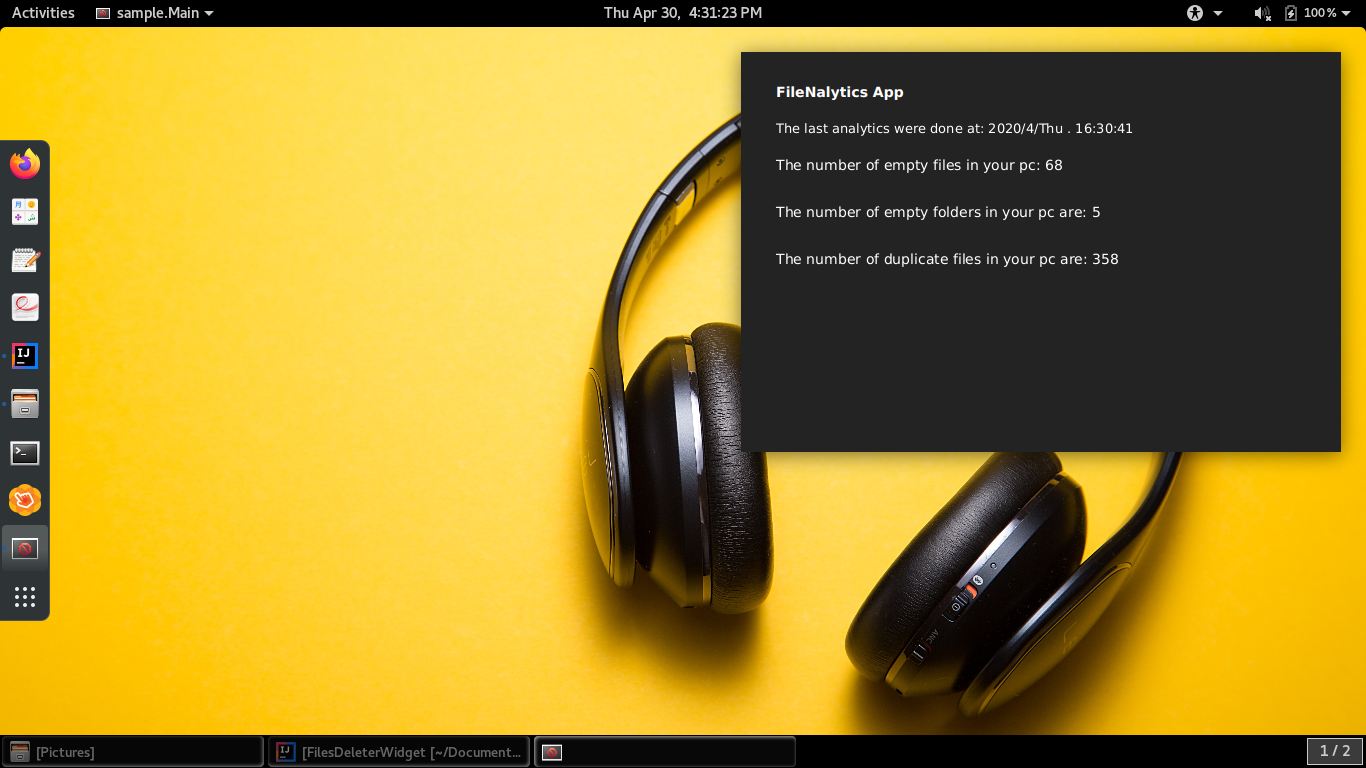 Activities
sample.Main
Thu Apr 30, 4:31:23 PM
100%
FileNalytics App
The last analytics were done at: 2020/4/Thu . 16:30:41
The number of empty files in your pc: 68
The number of empty folders in your pc are: 5
The number of duplicate files in your pc are: 358
IJ
ANC
[Pictures]
IJ
[FilesDeleterWidget [~/Document...
1 / 2